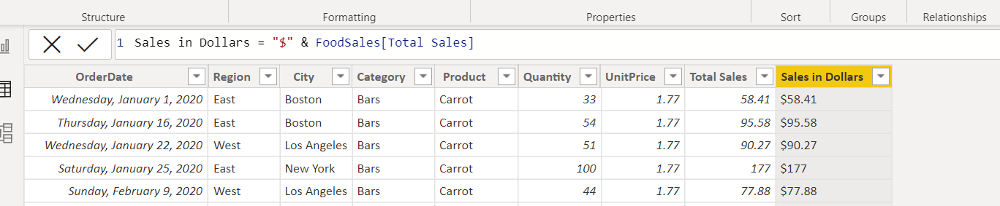 Structure Formatting Properties Sort Groups Relationships
1 Sales in Dollars = "$" & FoodSales[Total Sales]
OrderDate Region City Category Product Quantity UnitPrice Total Sales Sales in Dollars
Wednesday, January 1, 2020 East Boston Bars Carrot 33 1.77 58.41 $58.41
Thursday, January 16, 2020 East Boston Bars Carrot 54 1.77 95.58 $95.58
Wednesday, January 22, 2020 West Los Angeles Bars Carrot 51 1.77 90.27 $90.27
Saturday, January 25, 2020 East New York Bars Carrot 100 1.77 177 $177
Sunday, February 9, 2020 West Los Angeles Bars Carrot 44 1.77 77.88 $77.88